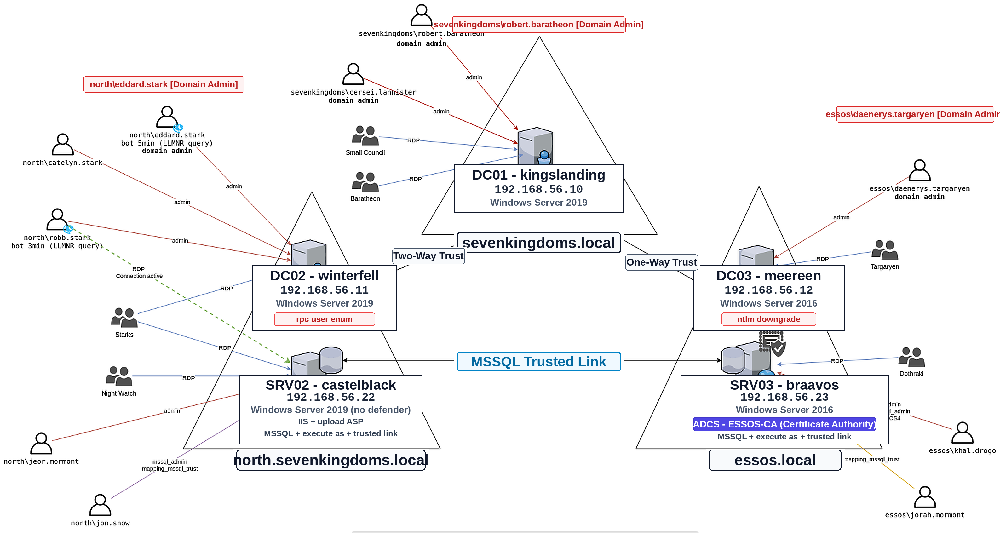 sevenkingdoms\robert.baratheon [Domain Admin]
sevenkingdoms\robert.baratheon
domain admin
admin
north\eddard.stark [Domain Admin]
sevenkingdoms\cersei.lannister
domain admin
admin
essos\daenerys.targaryen [Domain Admin
north\eddard.stark
bot 5min (LLMNR query)
domain admin
admin
north\catelyn.stark
admin
Small Council
RDP
Baratheon
RDP
DC01 - kingslanding
192.168.56.10
Windows Server 2019
sevenkingdoms.local
essos\daenerys.targaryen
domain admin
admin
north\robb.stark
bot 3min (LLMNR query)
admin
RDP
Connection active
Two-Way Trust
One-Way Trust
RDP
Targaryen
DC02 - winterfell
192.168.56.11
Windows Server 2019
rpc user enum
DC03 - meereen
192.168.56.12
Windows Server 2016
ntlm downgrade
RDP
Starks
RDP
MSSQL Trusted Link
RDP
Dothraki
Night Watch
RDP
SRV02 - castelblack
192.168.56.22
Windows Server 2019 (no defender)
IIS + upload ASP
MSSQL + execute as + trusted link
SRV03 - braavos
192.168.56.23
Windows Server 2016
ADCS - ESSOS-CA (Certificate Authority)
MSSQL + execute as + trusted link
dmin
l_admin
CS4
admin
north\jeor.mormont
essos\khal.drogo
north.sevenkingdoms.local
essos.local
mssql_admin
mapping_mssql_trust
mapping_mssql_trust
north\jon.snow
essos\jorah.mormont